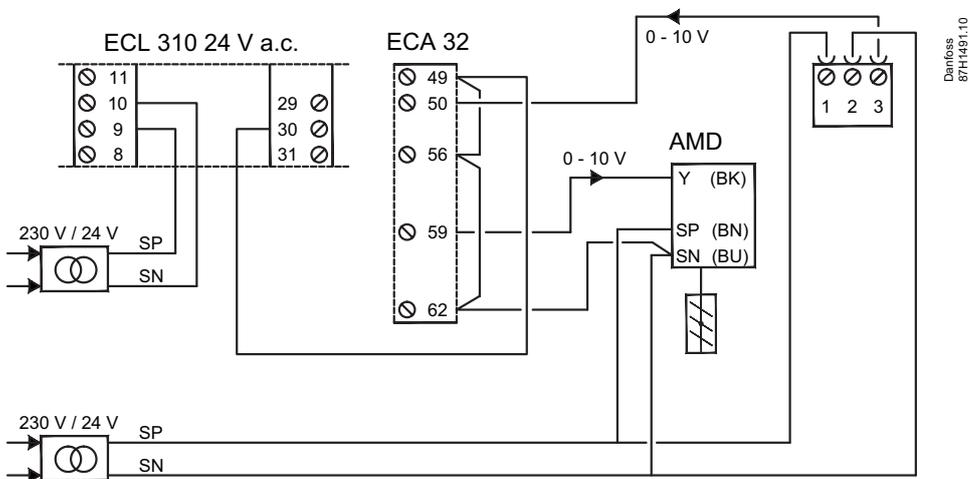 ECL 310 24 V a.c.
11
10
9
8
29
30
31
230 V / 24 V
SP
SN
ECA 32
49
50
56
59
62
0 - 10 V
1 2 3
0 - 10 V
AMD
Y (BK)
SP (BN)
SN (BU)
230 V / 24 V
SP
SN
Danfoss
87H1491.10